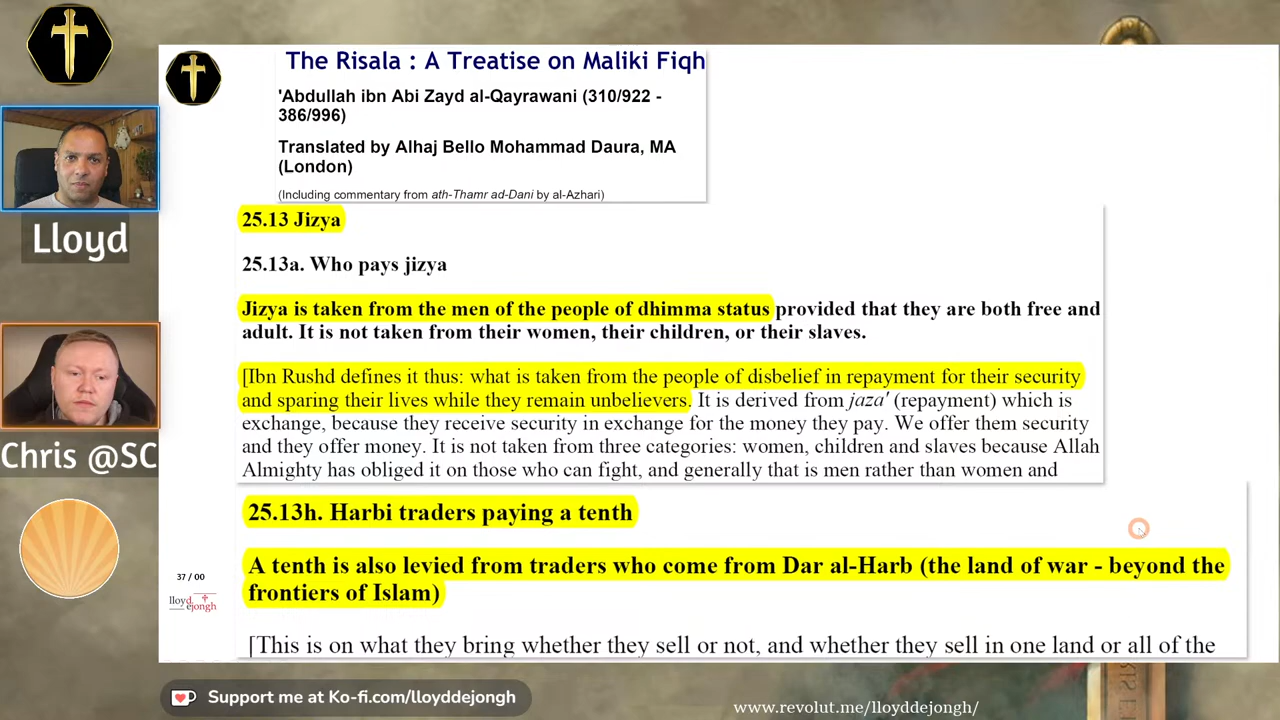 The Risala : A Treatise on Maliki Fiqh
'Abdullah ibn Abi Zayd al-Qayrawani (310/922 -
386/996)
Translated by Alhaj Bello Mohammad Daura, MA
(London)
(Including commentary from ath-Thamr ad-Dani by al-Azhari)
25.13 Jizya
25.13a. Who pays jizya
Jizya is taken from the men of the people of dhimma status provided that they are both free and
adult. It is not taken from their women, their children, or their slaves.
[Ibn Rushd defines it thus: what is taken from the people of disbelief in repayment for their security
and sparing their lives while they remain unbelievers. It is derived from jaza' (repayment) which is
exchange, because they receive security in exchange for the money they pay. We offer them security
and they offer money. It is not taken from three categories: women, children and slaves because Allah
Almighty has obliged it on those who can fight, and generally that is men rather than women and
25.13h. Harbi traders paying a tenth
A tenth is also levied from traders who come from Dar al-Harb (the land of war - beyond the
frontiers of Islam)
[This is on what they bring whether they sell or not, and whether they sell in one land or all of the
Lloyd
Chris @SC
37 / 00
lloyd
dejongh
Support me at Ko-fi.com/lloyddejongh
www.revolut.me/lloyddejongh/